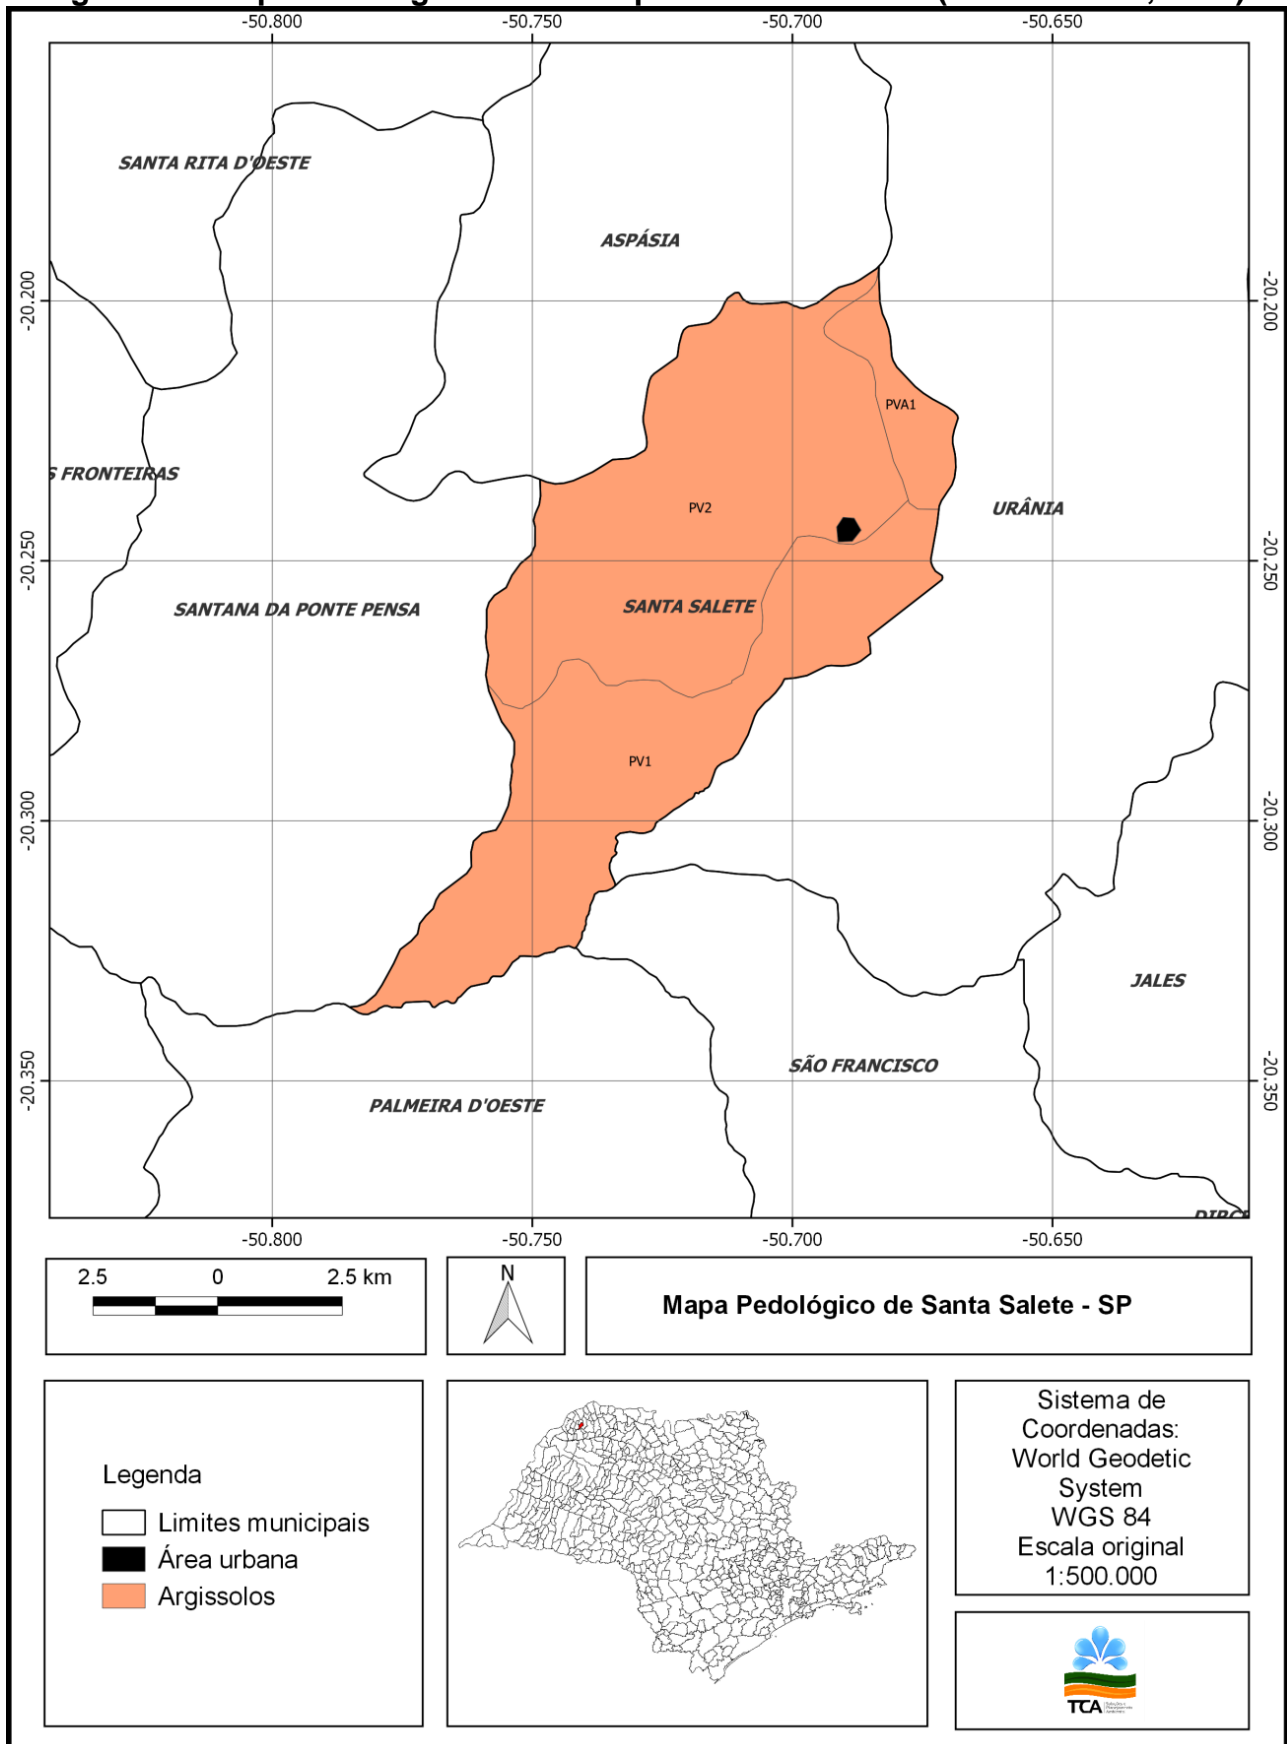 -50.800 -50.750 -50.700 -50.650
SANTA RITA D'OESTE
ASPÁSIA
-20.200 -20.200
PVA1
S FRONTEIRAS
PV2
URÂNIA
-20.250 -20.250
SANTANA DA PONTE PENSA
SANTA SALETE
PV1
-20.300 -20.300
JALES
SÃO FRANCISCO
-20.350 -20.350
PALMEIRA D'OESTE
-50.800 -50.750 -50.700 -50.650
2.5 0 2.5 km
N
Mapa Pedológico de Santa Salete - SP
Legenda
Limites municipais
Área urbana
Argissolos
Sistema de
Coordenadas:
World Geodetic
System
WGS 84
Escala original
1:500.000
TCA